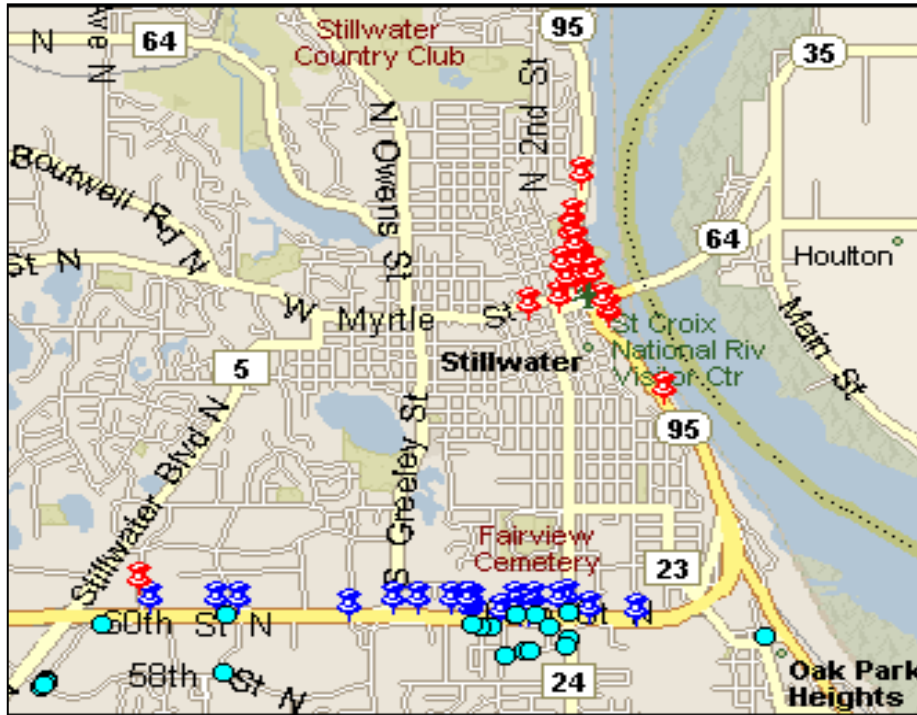 N
64
Ave
N
Stillwater
Country Club
95
35
N 2nd St
N Owens St
Boutwell Rd N
64
Houlton
St N
W Myrtle St
St Croix
National Riv
Visitor Ctr
Stillwater
Main St
5
95
Stillwater Blvd N
S Greeley St
Fairview
Cemetery
23
60th St N
St N
58th St N
24
Oak Park
Heights